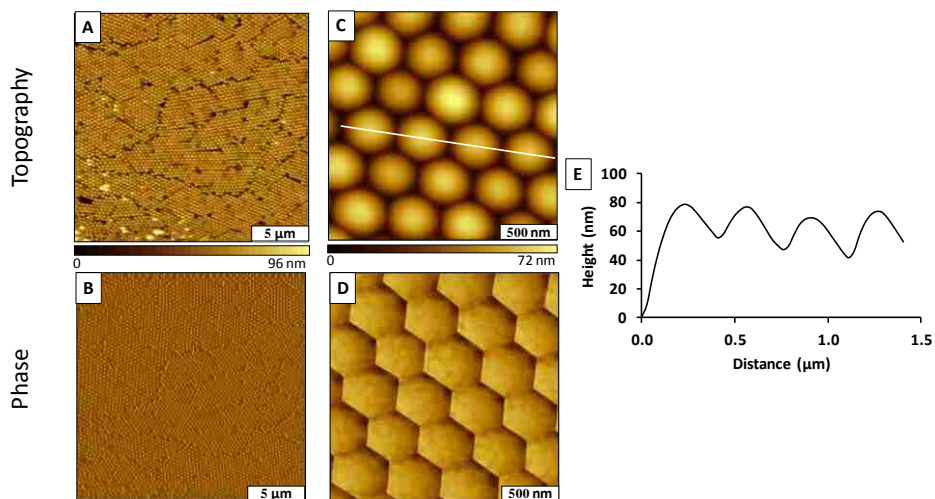 Topography
A
5 µm
0
96 nm
C
500 nm
0
72 nm
Phase
B
5 µm
D
500 nm
E
Height (nm)
100
80
60
40
20
0
0.0
0.5
1.0
1.5
Distance (µm)